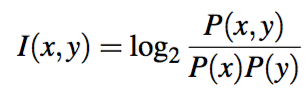 I(x,y) = log₂ P(x,y) / P(x)P(y)